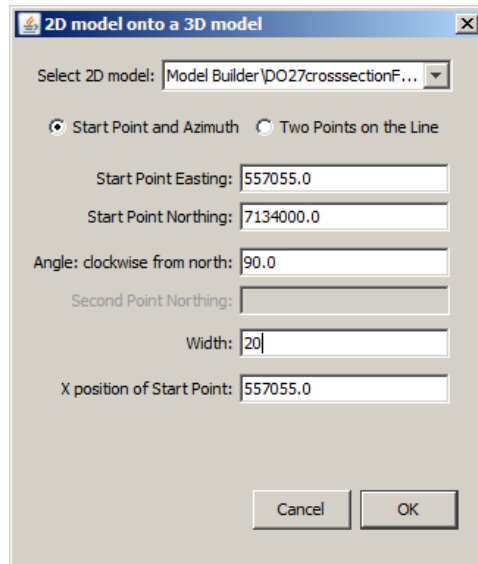 2D model onto a 3D model
Select 2D model: Model Builder\DO27crosssectionF...
Start Point and Azimuth Two Points on the Line
Start Point Easting: 557055.0
Start Point Northing: 7134000.0
Angle: clockwise from north: 90.0
Second Point Northing:
Width: 20
X position of Start Point: 557055.0
Cancel OK